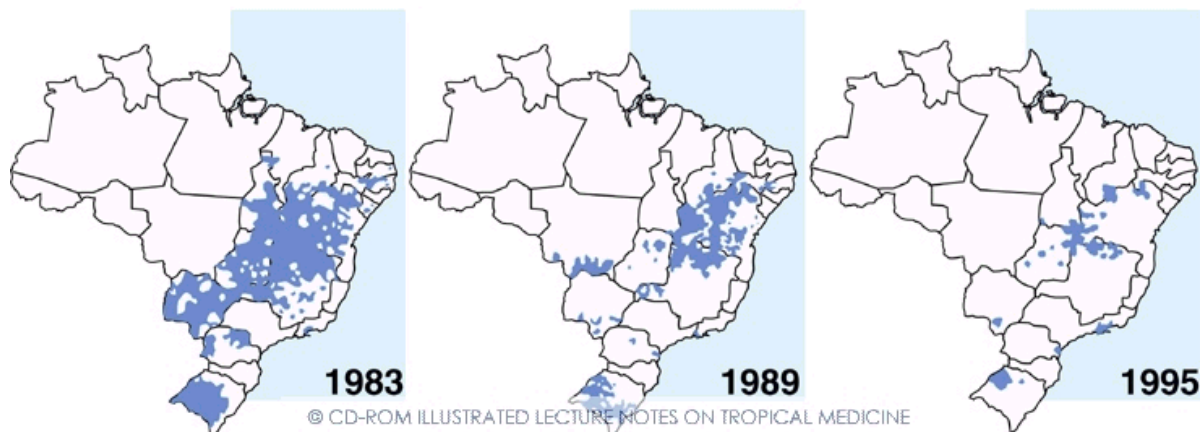 1983
1989
1995
© CD-ROM ILLUSTRATED LECTURE NOTES ON TROPICAL MEDICINE